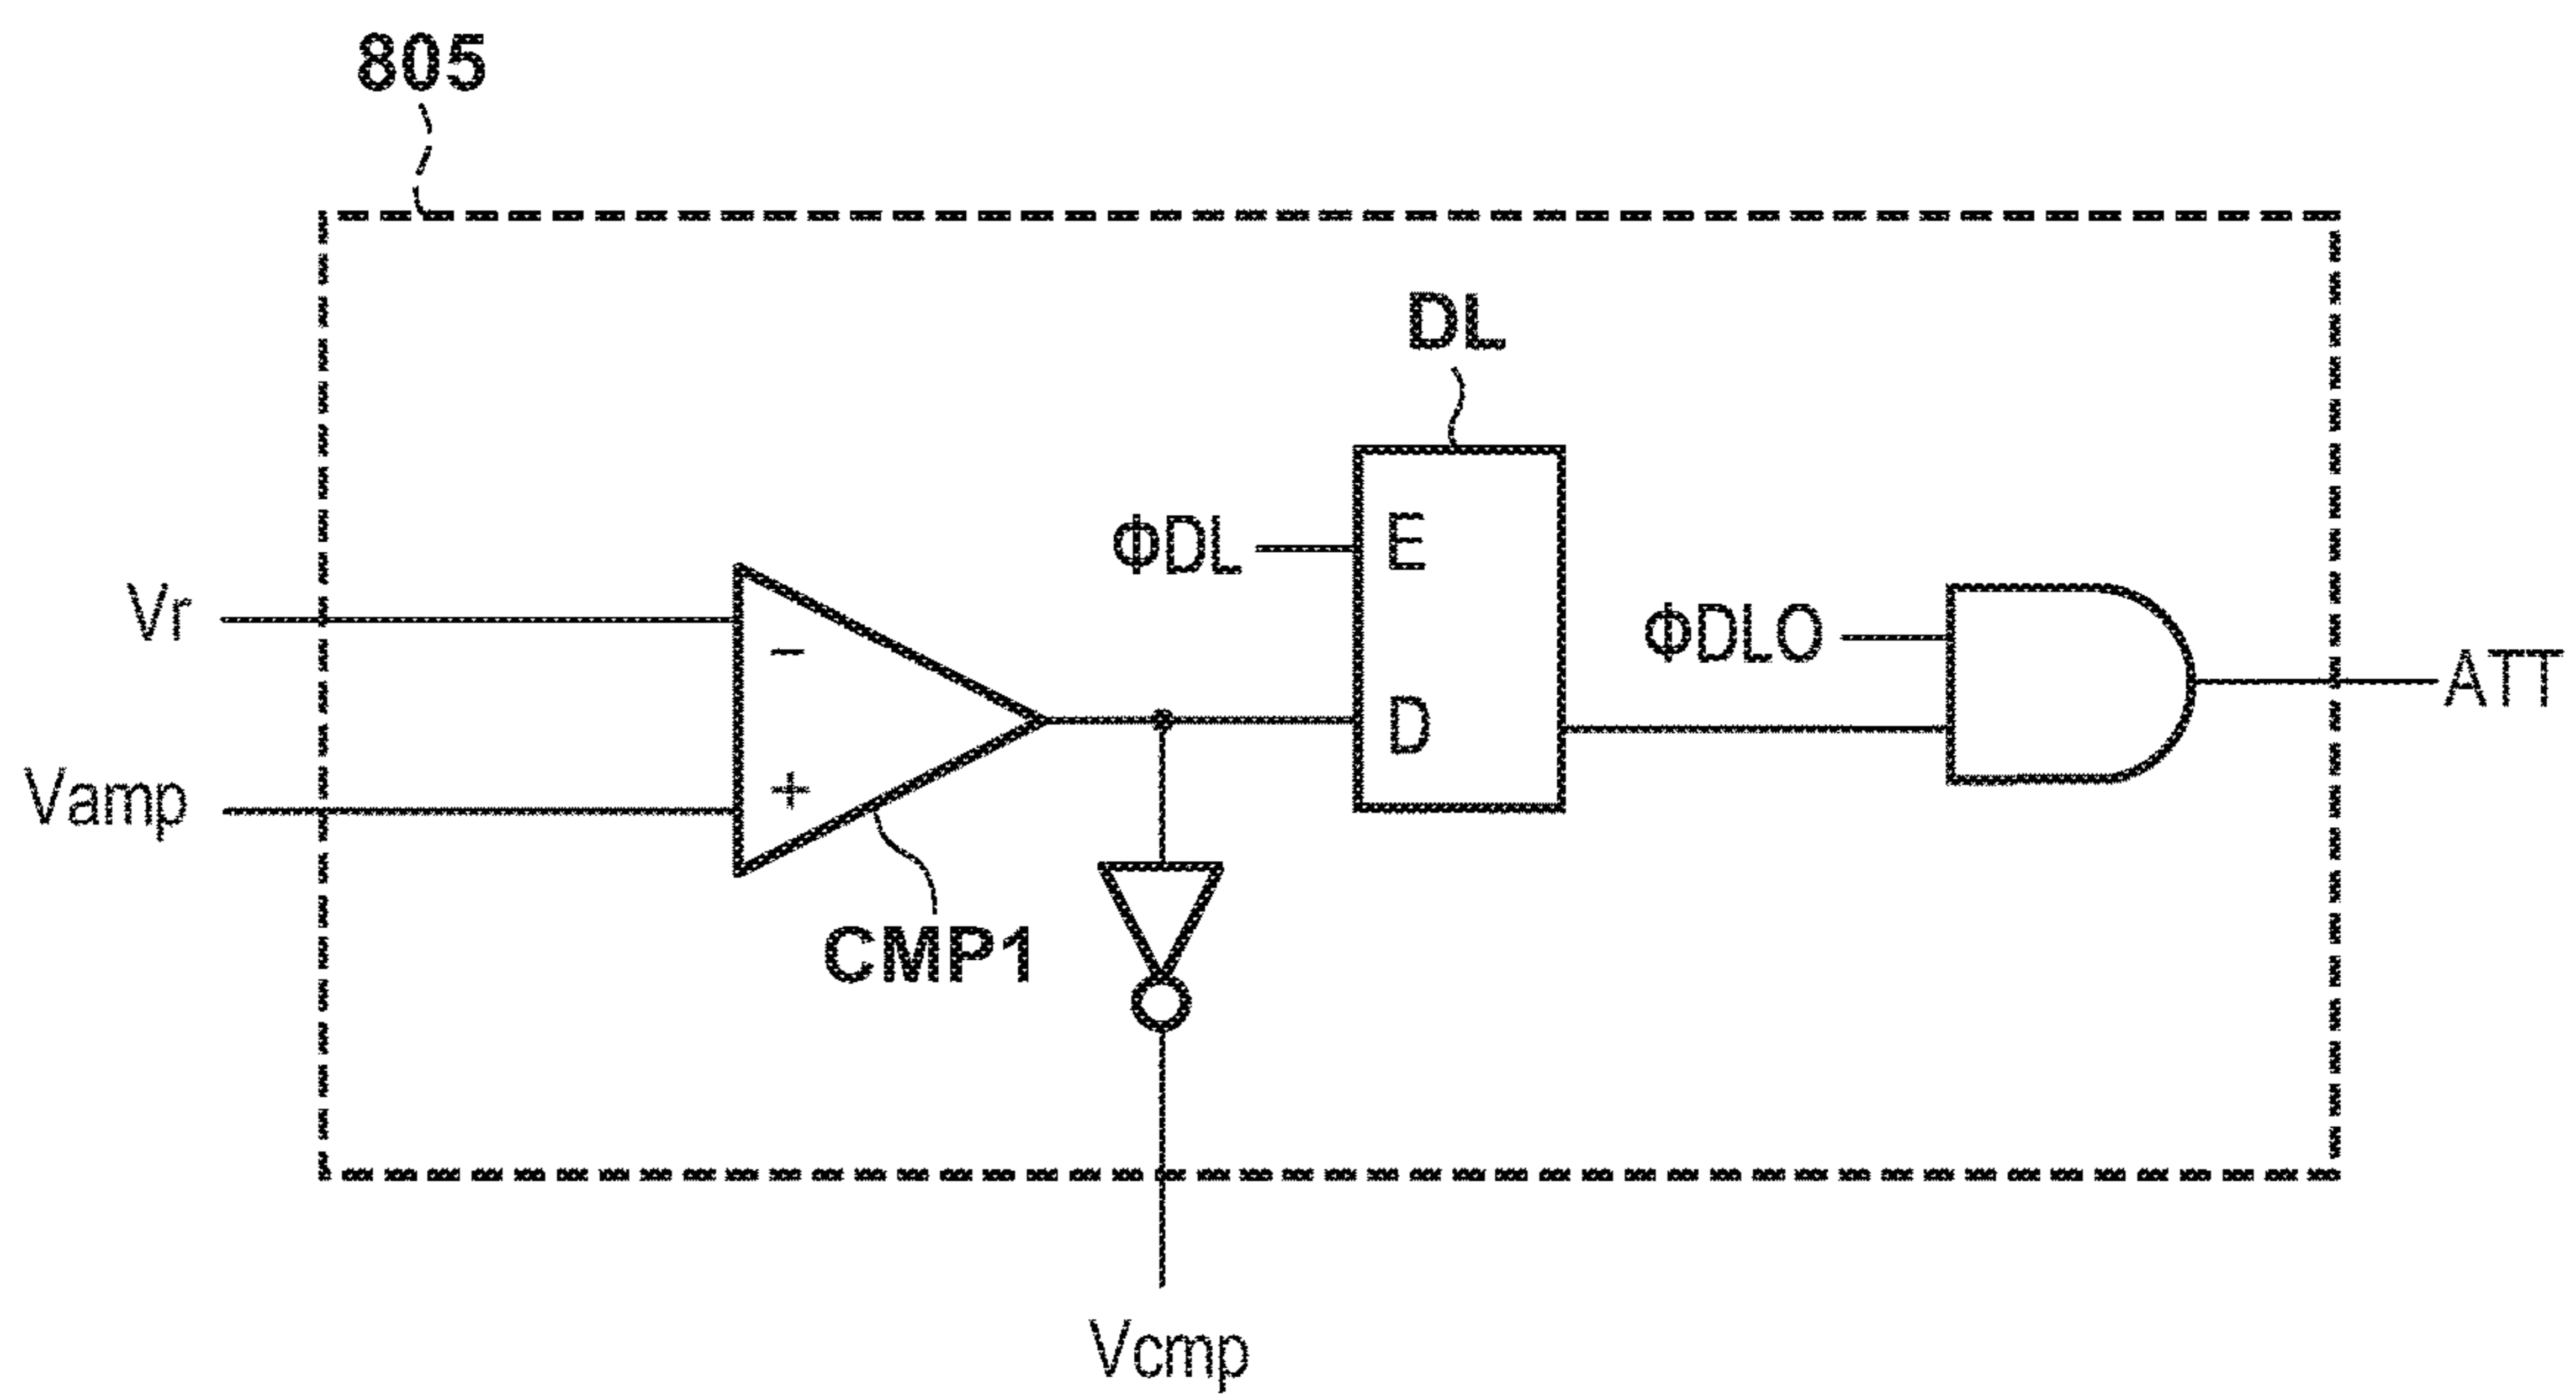 805
DL
ΦDL
E
Vr
−
ΦDLO
ATT
D
Vamp
+
CMP1
Vcmp